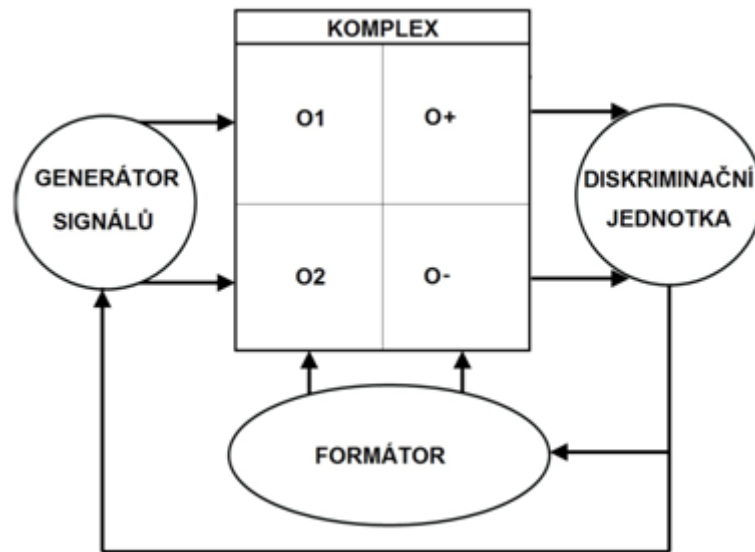 KOMPLEX
O1
O+
GENERÁTOR
SIGNÁLŮ
DISKRIMINAČNÍ
JEDNOTKA
O2
O-
FORMÁTOR